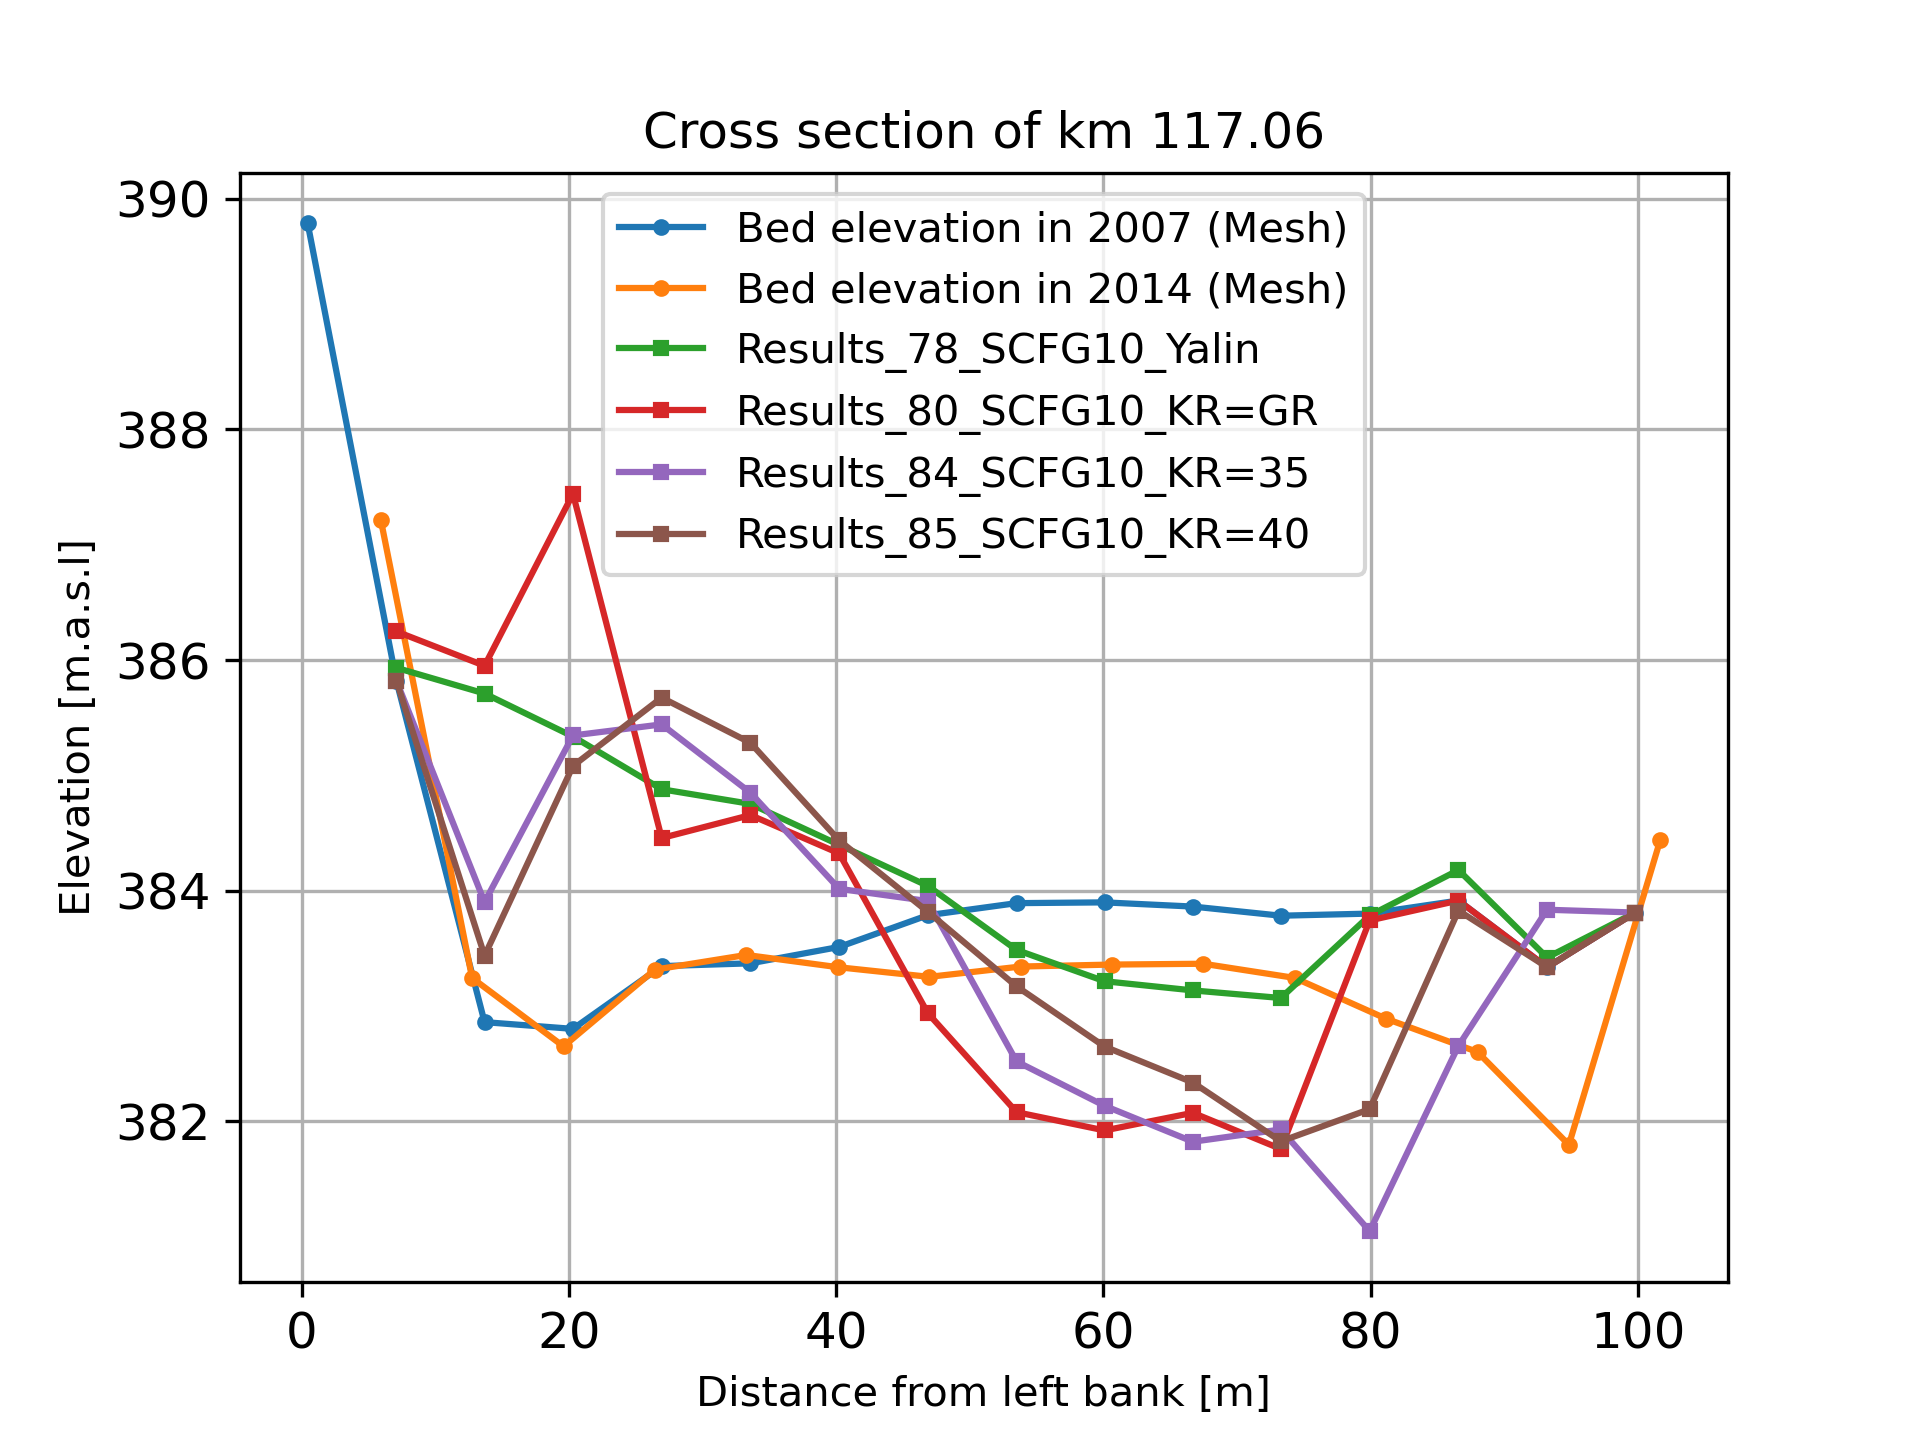 Cross section of km 117.06
390
388
386
384
382
Elevation [m.a.s.l]
Bed elevation in 2007 (Mesh)
Bed elevation in 2014 (Mesh)
Results_78_SCFG10_Yalin
Results_80_SCFG10_KR=GR
Results_84_SCFG10_KR=35
Results_85_SCFG10_KR=40
0 20 40 60 80 100
Distance from left bank [m]